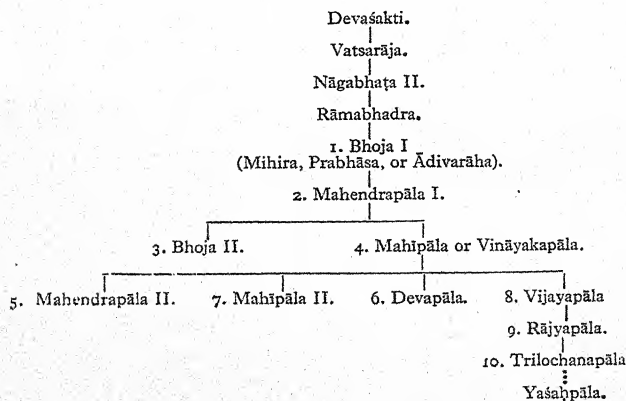 Devaśakti.
Vatsarāja.
Nāgabhaṭa II.
Rāmabhadra.
1. Bhoja I
(Mihira, Prabhāsa, or Ādivarāha).
2. Mahendrapāla I.
3. Bhoja II. 4. Mahīpāla or Vināyakapāla.
5. Mahendrapāla II. 7. Mahīpāla II. 6. Devapāla. 8. Vijayapāla
9. Rājyapāla.
10. Trilochanapāla
Yaśaḥpāla.